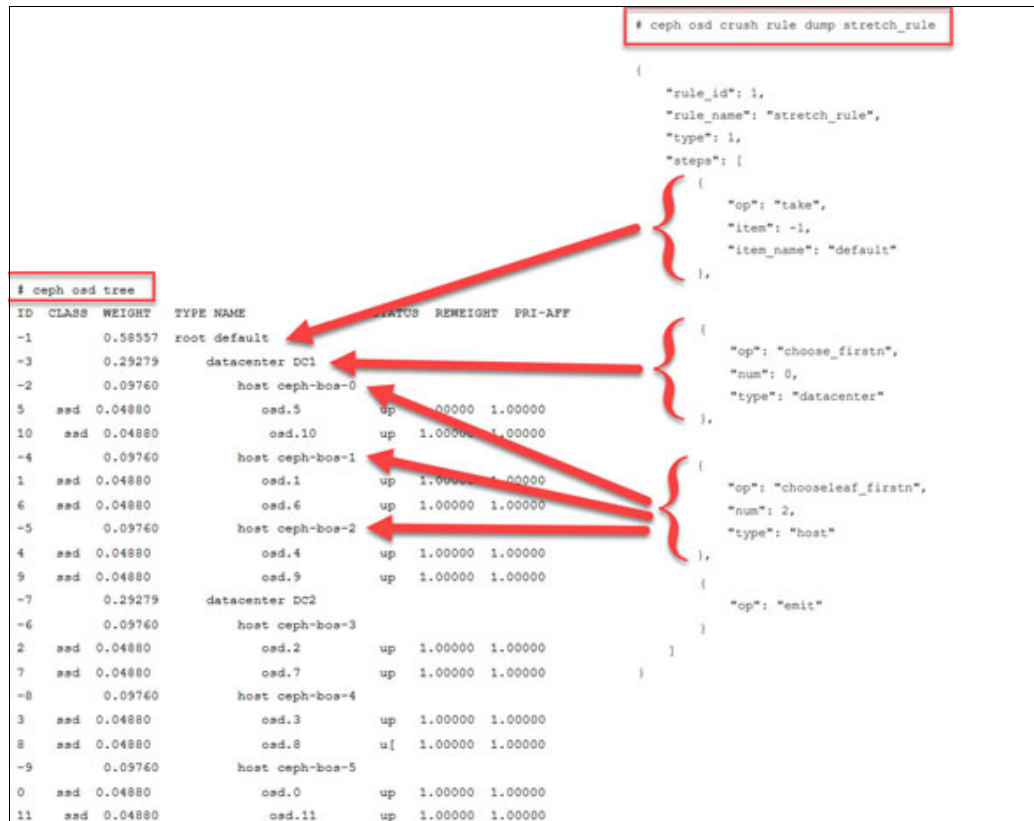 # ceph osd crush rule dump stretch_rule
{
"rule_id": 1,
"rule_name": "stretch_rule",
"type": 1,
"steps": [
{
"op": "take",
"item": -1,
"item_name": "default"
},
{
"op": "choose_firstn",
"num": 0,
"type": "datacenter"
},
{
"op": "chooseleaf_firstn",
"num": 2,
"type": "host"
},
{
"op": "emit"
}
]
}
# ceph osd tree
ID CLASS WEIGHT TYPE NAME STATUS REWEIGHT PRI-AFF
-1 0.58557 root default
-3 0.29279 datacenter DC1
-2 0.09760 host ceph-bos-0
5 ssd 0.04880 osd.5 up .00000 1.00000
10 ssd 0.04880 osd.10 up 1.00000 1.00000
-4 0.09760 host ceph-bos-1
1 ssd 0.04880 osd.1 up 1.00000 1.00000
6 ssd 0.04880 osd.6 up 1.00000 1.00000
-5 0.09760 host ceph-bos-2
4 ssd 0.04880 osd.4 up 1.00000 1.00000
9 ssd 0.04880 osd.9 up 1.00000 1.00000
-7 0.29279 datacenter DC2
-6 0.09760 host ceph-bos-3
2 ssd 0.04880 osd.2 up 1.00000 1.00000
7 ssd 0.04880 osd.7 up 1.00000 1.00000
-8 0.09760 host ceph-bos-4
3 ssd 0.04880 osd.3 up 1.00000 1.00000
8 ssd 0.04880 osd.8 u[ 1.00000 1.00000
-9 0.09760 host ceph-bos-5
0 ssd 0.04880 osd.0 up 1.00000 1.00000
11 ssd 0.04880 osd.11 up 1.00000 1.00000